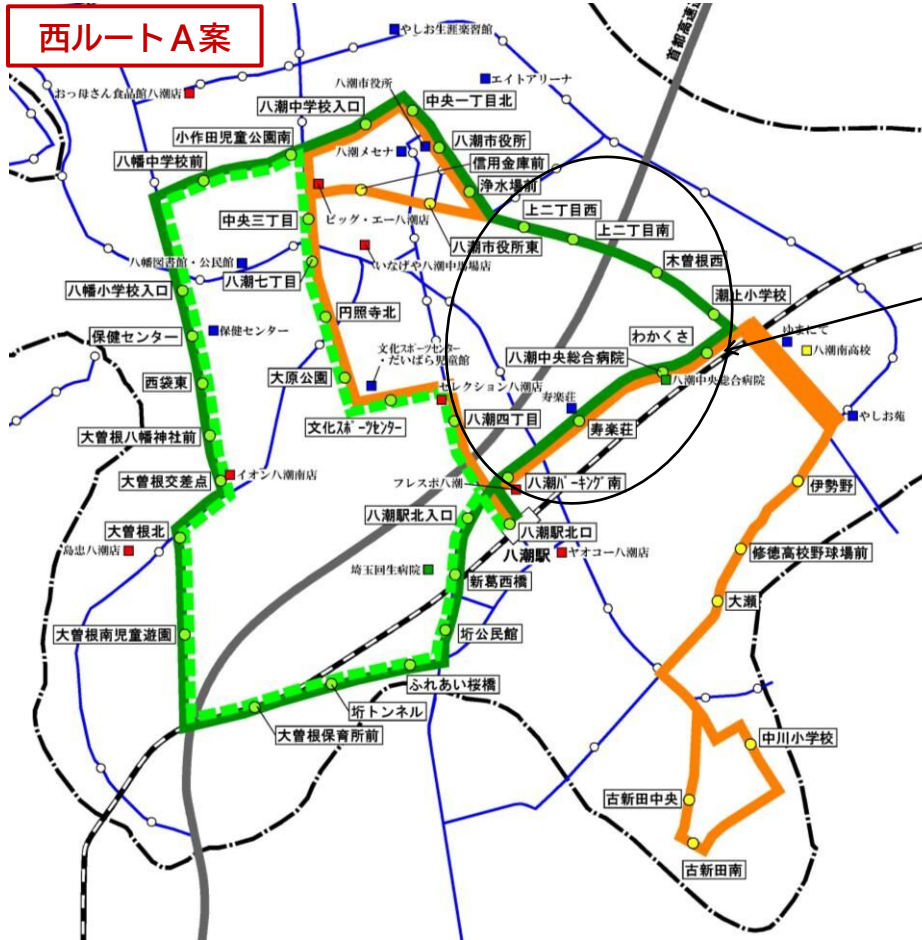 西ルートA案
首都高速
やしお生涯楽習館
八潮市役所
エイトアリーナ
おっ母さん食品館八潮店
八潮中学校入口
中央一丁目北
小作田児童公園南
八潮市役所
八潮メセナ
信用金庫前
八幡中学校前
浄水場前
ビッグ・エー八潮店
上二丁目西
中央三丁目
上二丁目南
八潮市役所東
いなげや八潮中馬場店
八幡図書館・公民館
八潮七丁目
木曽根西
八幡小学校入口
潮止小学校
円照寺北
保健センター
保健センター
わかくさ
ゆまにて
八潮南高校
文化スポーツセンター
・だいばら児童館
八潮中央総合病院
八潮中央総合病院
西袋東
大原公園
セレクション八潮店
寿楽荘
やしお苑
文化スポーツセンター
八潮四丁目
寿楽荘
大曽根八幡神社前
イオン八潮南店
大曽根交差点
フレスポ八潮
八潮パーキング南
伊勢野
八潮駅北入口
八潮駅北口
大曽根北
島忠八潮店
八潮駅
ヤオコー八潮店
修徳高校野球場前
埼玉回生病院
新葛西橋
大瀬
大曽根南児童遊園
垳公民館
ふれあい桜橋
垳トンネル
大曽根保育所前
中川小学校
古新田中央
古新田南